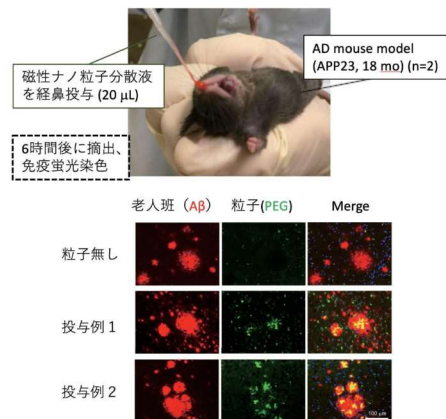 磁性ナノ粒子分散液
を経鼻投与 (20 μL)
AD mouse model
(APP23, 18 mo) (n=2)
6時間後に摘出、
免疫蛍光染色
老人班（Aβ） 粒子(PEG) Merge
粒子無し
投与例 1
投与例 2
100 μm